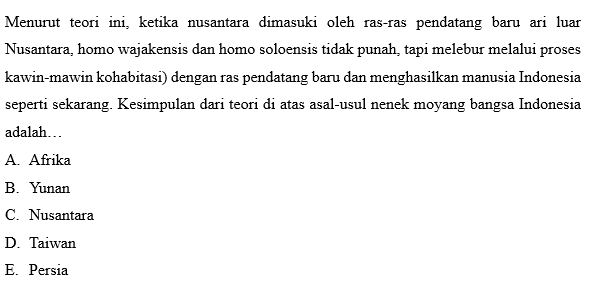 Menurut teori ini, ketika nusantara dimasuki oleh ras-ras pendatang baru ari luar
Nusantara, homo wajakensis dan homo soloensis tidak punah, tapi melebur melalui proses
kawin-mawin kohabitasi) dengan ras pendatang baru dan menghasilkan manusia Indonesia
seperti sekarang. Kesimpulan dari teori di atas asal-usul nenek moyang bangsa Indonesia
adalah…
A. Afrika
B. Yunan
C. Nusantara
D. Taiwan
E. Persia